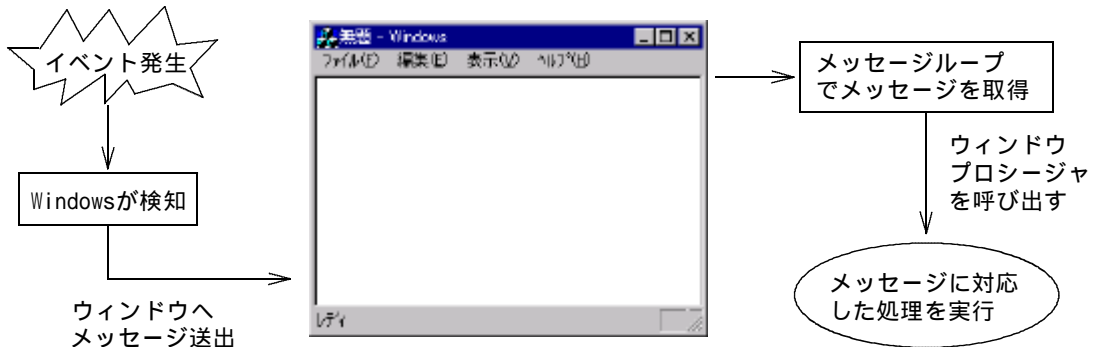 イベント発生
Windowsが検知
ウィンドウへ
メッセージ送出
無題 - Windows
ファイル(F) 編集(E) 表示(V) ヘルプ(H)
レディ
メッセージループ
でメッセージを取得
ウィンドウ
プロシージャ
を呼び出す
メッセージに対応
した処理を実行